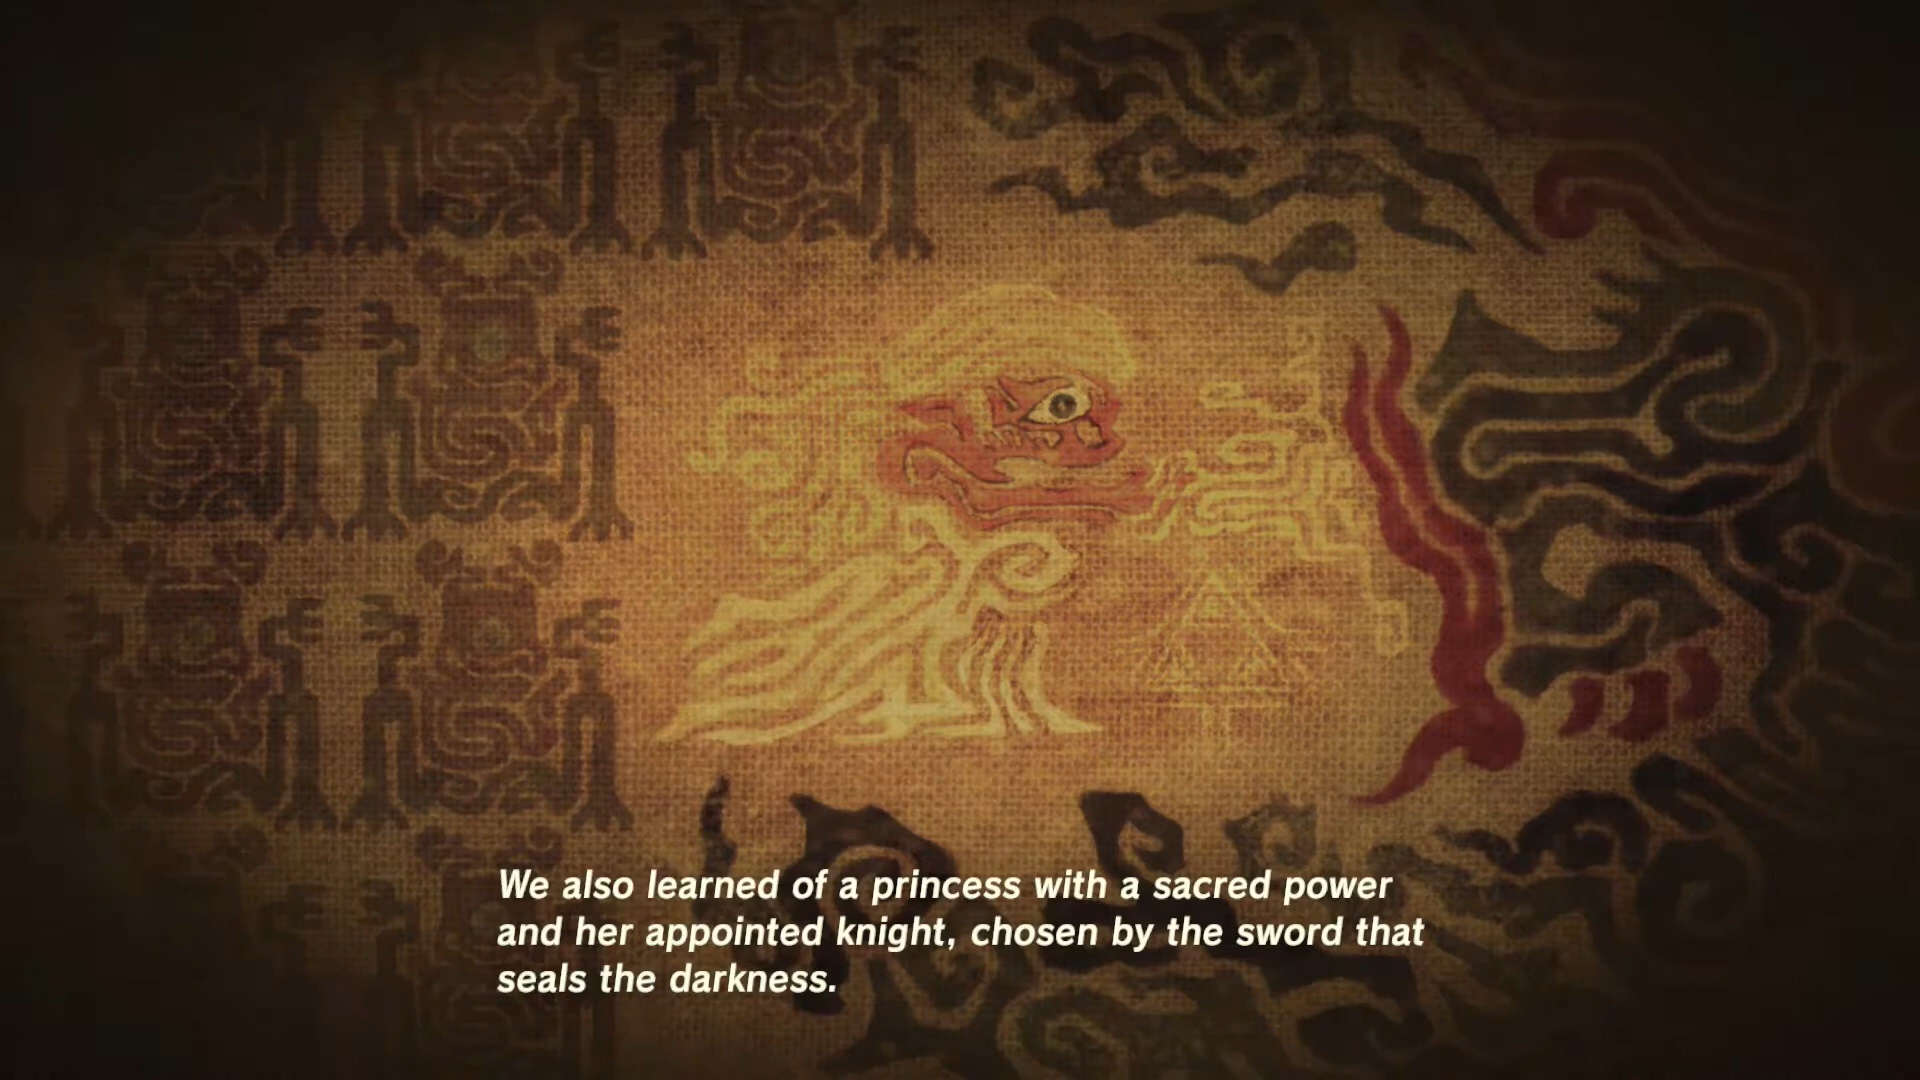 We also learned of a princess with a sacred power
and her appointed knight, chosen by the sword that
seals the darkness.